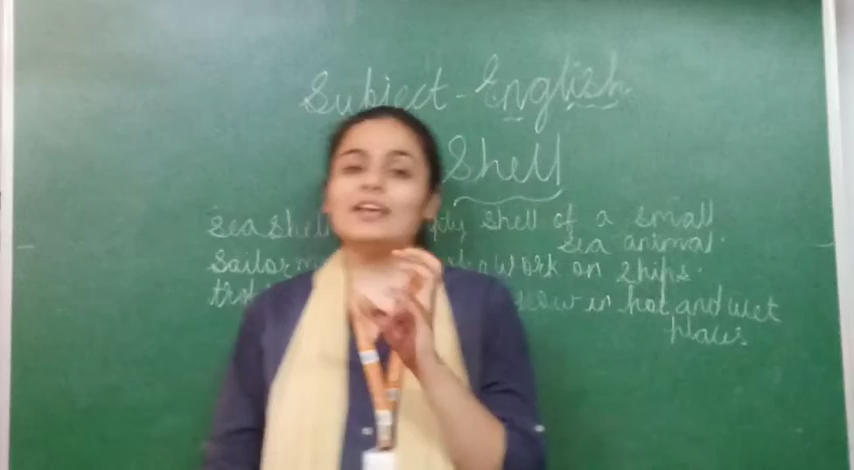 Subject - English
Shell
sea shell empty shell of a small
sea animal.
Sailor work on ships.
grow in hot and wet
places